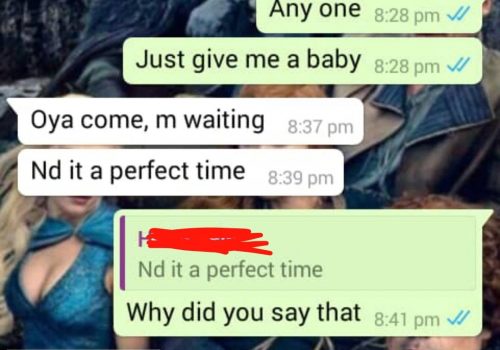 Any one 8:28 pm
Just give me a baby 8:28 pm
Oya come, m waiting 8:37 pm
Nd it a perfect time 8:39 pm
Nd it a perfect time
Why did you say that 8:41 pm